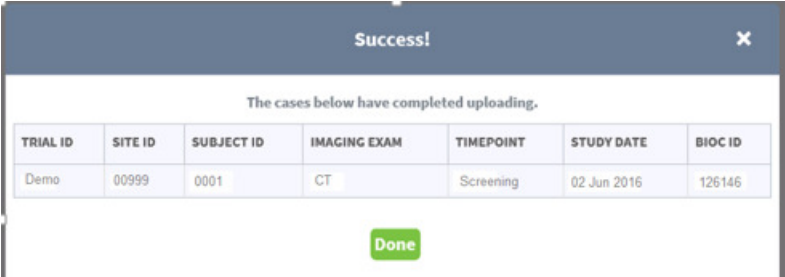 Success!
The cases below have completed uploading.
TRIAL ID SITE ID SUBJECT ID IMAGING EXAM TIMEPOINT STUDY DATE BIOC ID
Demo 00999 0001 CT Screening 02 Jun 2016 126146
Done